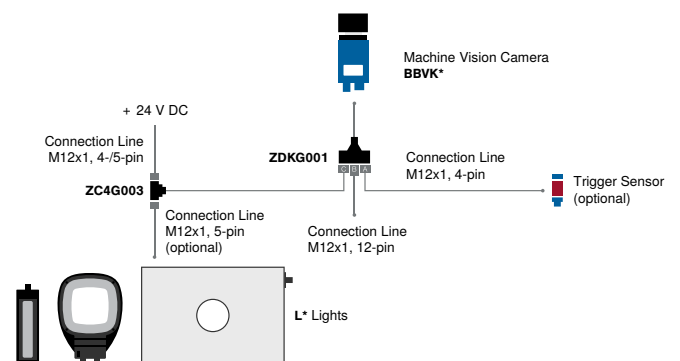 Machine Vision Camera
BBVK*
+ 24 V DC
Connection Line
M12x1, 4-/5-pin
ZDKG001
Connection Line
M12x1, 4-pin
C B A
ZC4G003
Trigger Sensor
(optional)
Connection Line
M12x1, 5-pin
(optional)
Connection Line
M12x1, 12-pin
L* Lights